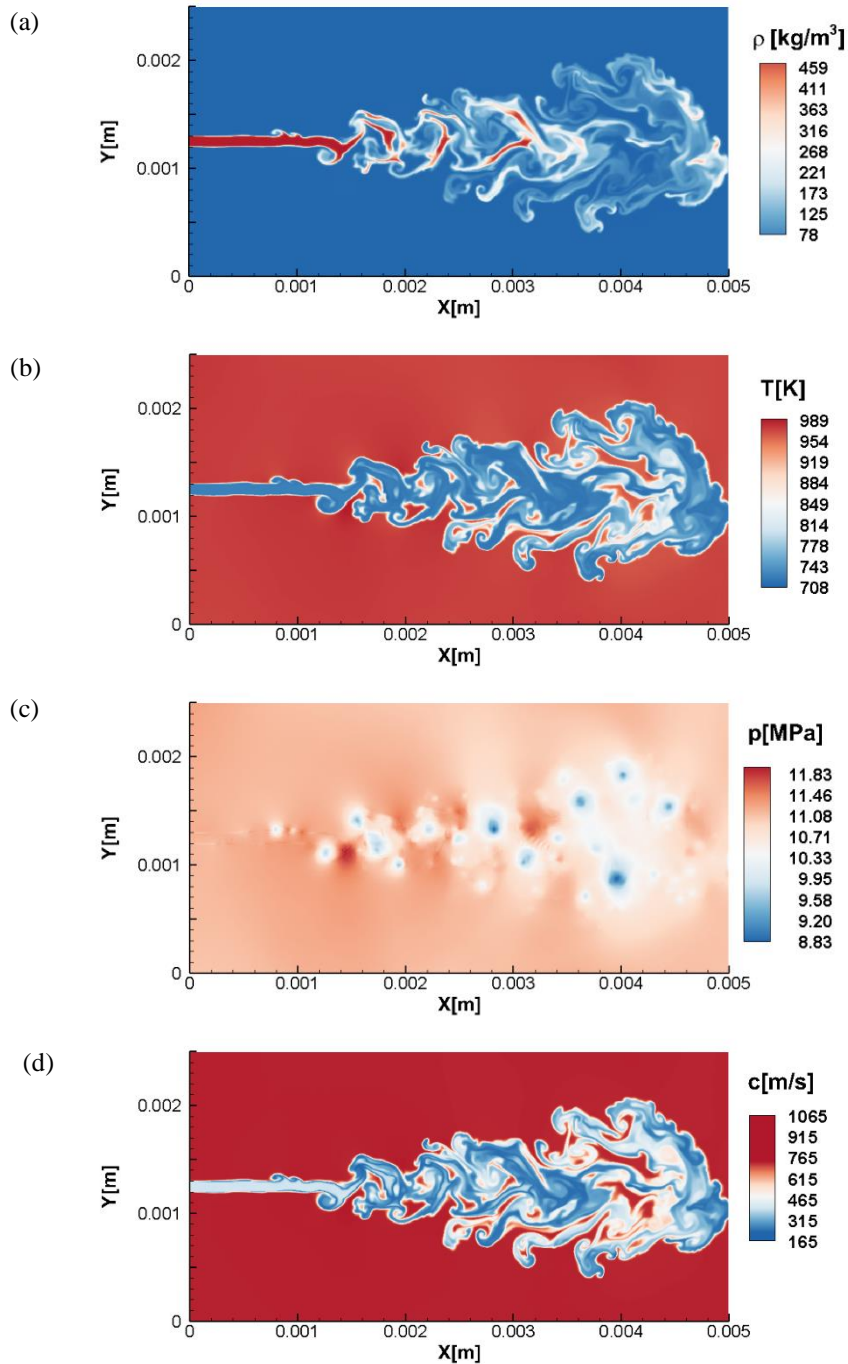 (a)
ρ [kg/m³]
459
411
363
316
268
221
173
125
78
Y[m]
0.002
0.001
0
0 0.001 0.002 0.003 0.004 0.005
X[m]
(b)
T[K]
989
954
919
884
849
814
778
743
708
Y[m]
0.002
0.001
0
0 0.001 0.002 0.003 0.004 0.005
X[m]
(c)
p[MPa]
11.83
11.46
11.08
10.71
10.33
9.95
9.58
9.20
8.83
Y[m]
0.002
0.001
0
0 0.001 0.002 0.003 0.004 0.005
X[m]
(d)
c[m/s]
1065
915
765
615
465
315
165
Y[m]
0.002
0.001
0
0 0.001 0.002 0.003 0.004 0.005
X[m]